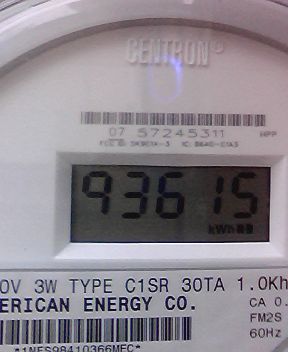 CENTRON®
07 57245311 HPP
93615
kWh
0V 3W TYPE C1SR 30TA 1.0Kh
ERICAN ENERGY CO.
CA 0.
FM2S
60Hz